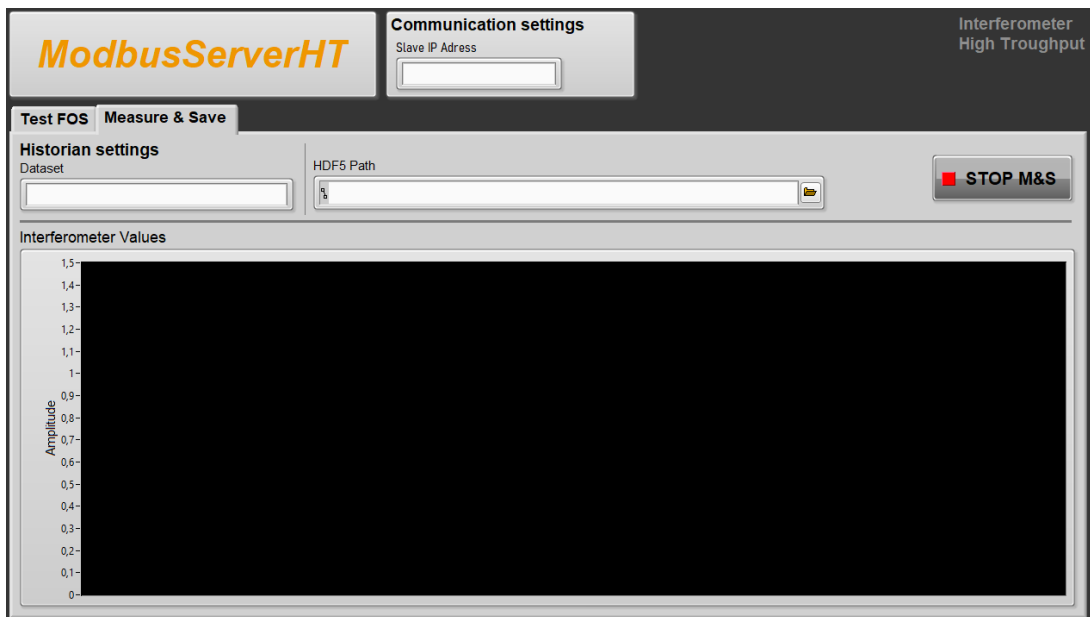 ModbusServerHT
Communication settings
Slave IP Adress
Interferometer
High Troughput
Test FOS
Measure & Save
Historian settings
Dataset
HDF5 Path
STOP M&S
Interferometer Values
Amplitude
1,5
1,4
1,3
1,2
1,1
1
0,9
0,8
0,7
0,6
0,5
0,4
0,3
0,2
0,1
0